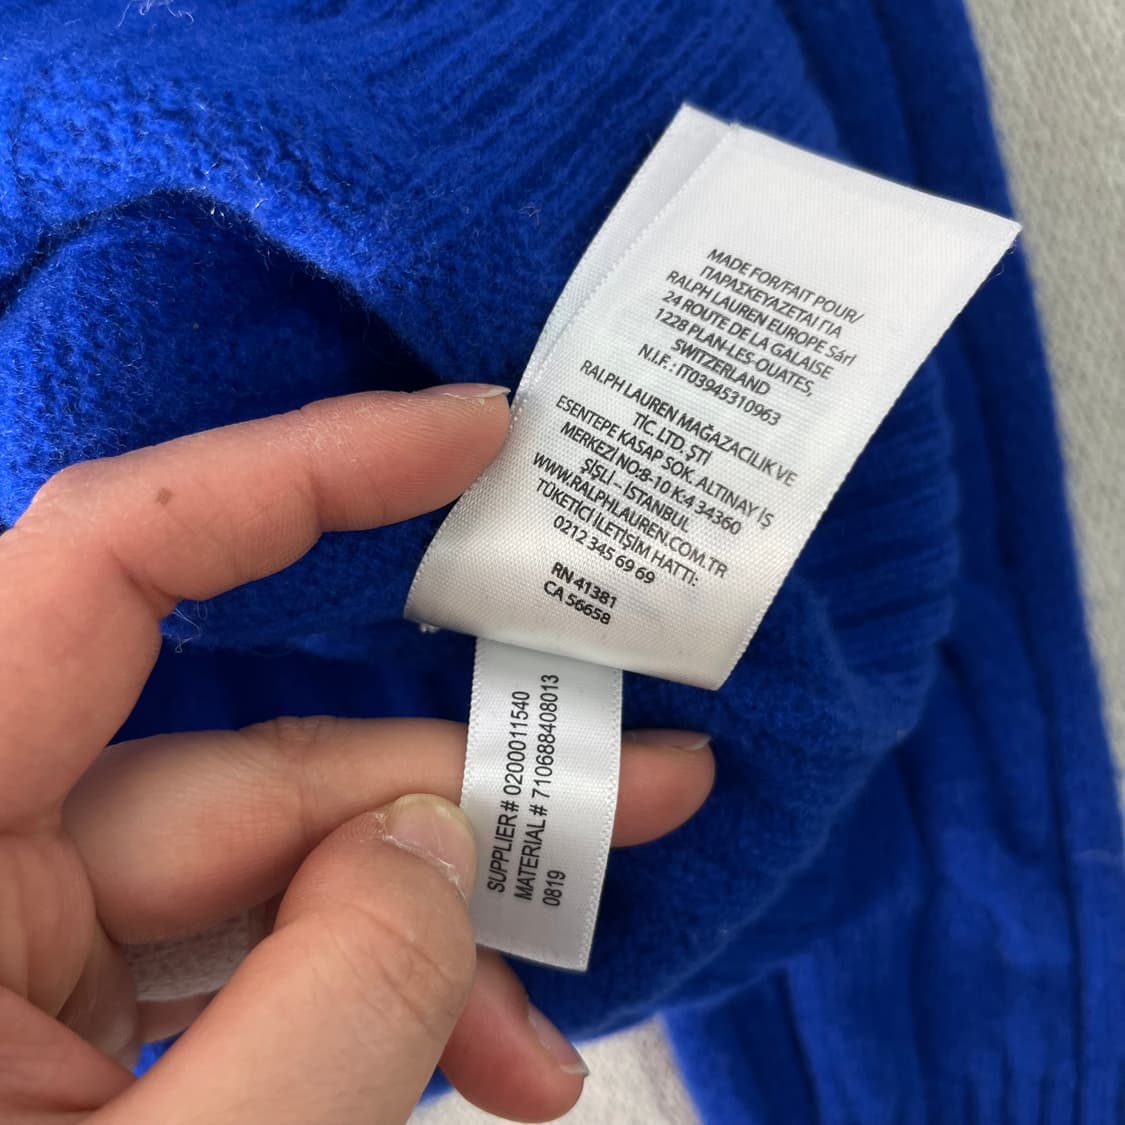 MADE FOR/FAIT POUR/
ΠΑΡΑΣΚΕΥΑΖΕΤΑΙ ΓΙΑ
RALPH LAUREN EUROPE Sárl
24 ROUTE DE LA GALAISE
1228 PLAN-LES-OUATES,
SWITZERLAND
N.I.F. : IT03945310963
RALPH LAUREN MAĞAZACILIK VE
TİC. LTD. ŞTİ
ESENTEPE KASAP SOK. ALTINAY İŞ
MERKEZİ NO:8-10 K:4 34360
ŞİŞLİ – İSTANBUL
WWW.RALPHLAUREN.COM.TR
TÜKETİCİ İLETİŞİM HATTI:
0212 345 69 69
RN 41381
CA 56658
SUPPLIER# 0200011540
MATERIAL# 710688408013
0819